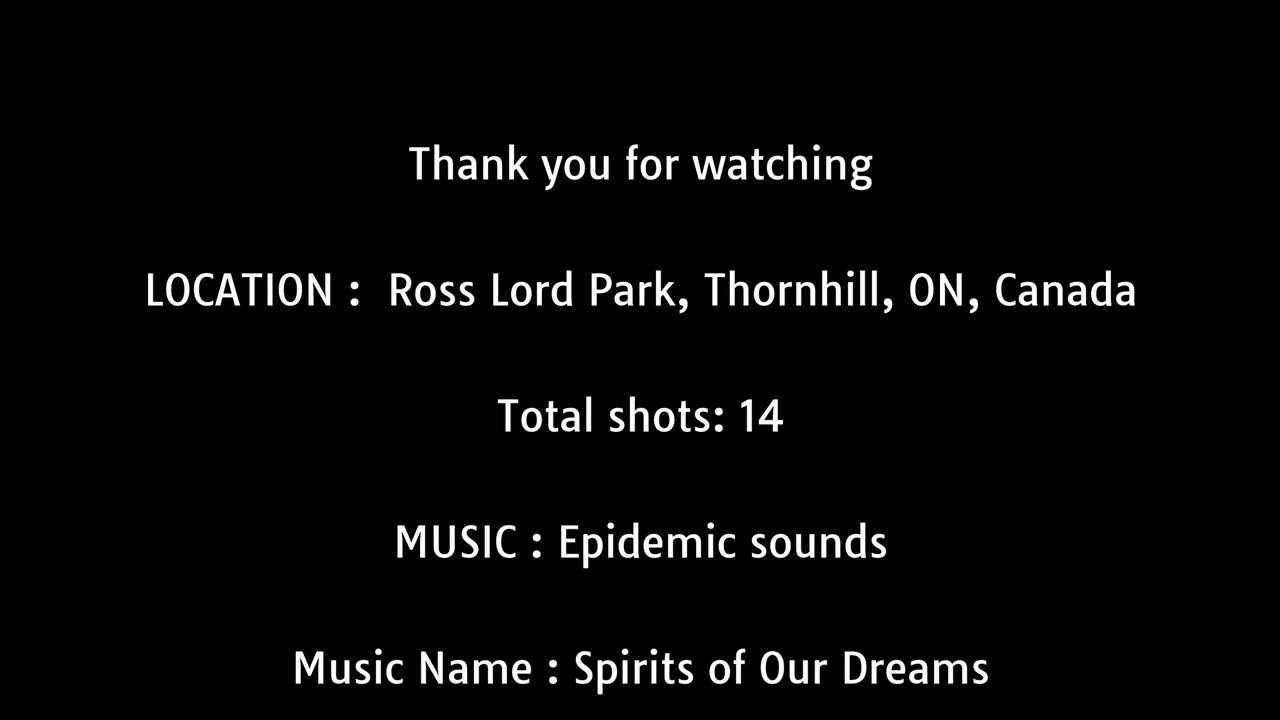 Thank you for watching
LOCATION :  Ross Lord Park, Thornhill, ON, Canada
Total shots: 14
MUSIC : Epidemic sounds
Music Name : Spirits of Our Dreams